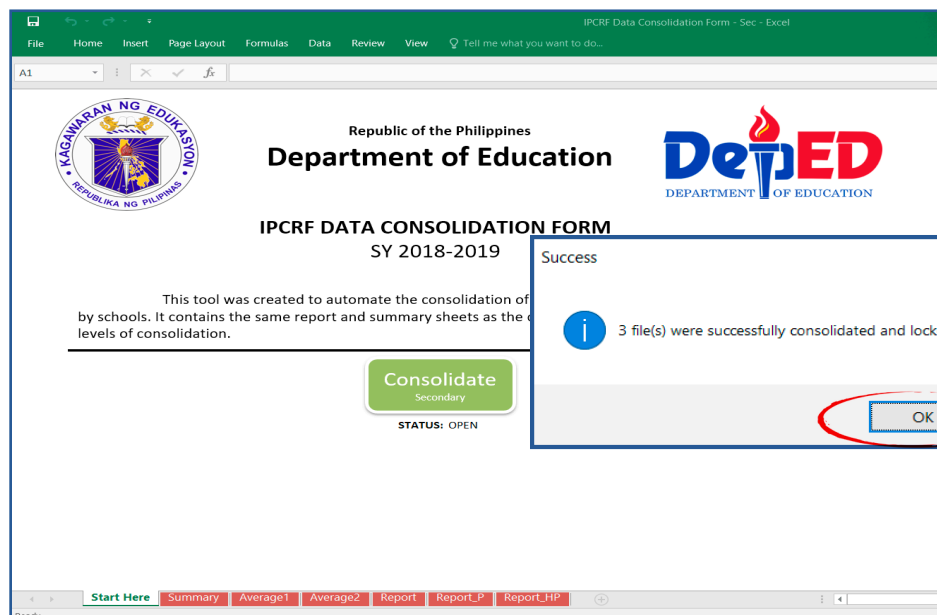 IPCRF Data Consolidation Form - Sec - Excel
File Home Insert Page Layout Formulas Data Review View Tell me what you want to do...
A1 fx
KAGAWARAN NG EDUKASYON
REPUBLIKA NG PILIPINAS
Republic of the Philippines
Department of Education
DepED
DEPARTMENT OF EDUCATION
IPCRF DATA CONSOLIDATION FORM
SY 2018-2019
This tool was created to automate the consolidation of
by schools. It contains the same report and summary sheets as the
levels of consolidation.
Success
3 file(s) were successfully consolidated and lock
OK
Consolidate
Secondary
STATUS: OPEN
Start Here Summary Average1 Average2 Report Report_P Report_HP